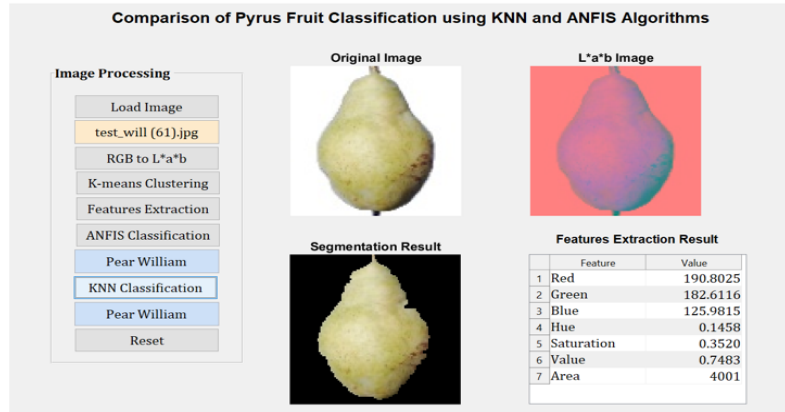 Comparison of Pyrus Fruit Classification using KNN and ANFIS Algorithms
Image Processing
Load Image
test_will (61).jpg
RGB to L*a*b
K-means Clustering
Features Extraction
ANFIS Classification
Pear William
KNN Classification
Pear William
Reset
Original Image
L*a*b Image
Segmentation Result
Features Extraction Result
Feature Value
1 Red 190.8025
2 Green 182.6116
3 Blue 125.9815
4 Hue 0.1458
5 Saturation 0.3520
6 Value 0.7483
7 Area 4001